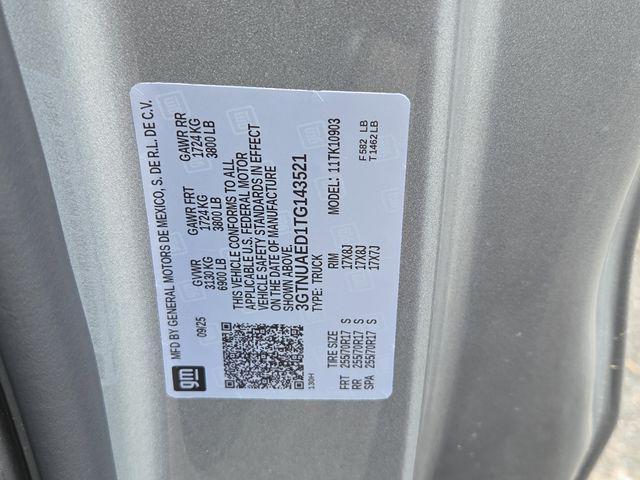 gm
MFD BY GENERAL MOTORS DE MEXICO, S. DE R.L. DE C.V.
09/25
GVWR GAWR FRT GAWR RR
3130 KG 1724 KG 1724 KG
6900 LB 3800 LB 3800 LB
THIS VEHICLE CONFORMS TO ALL
APPLICABLE U.S. FEDERAL MOTOR
VEHICLE SAFETY STANDARDS IN EFFECT
ON THE DATE OF MANUFACTURE
SHOWN ABOVE.
3GTNUAED1TG143521
TYPE: TRUCK 11TK10903
130H
TIRE SIZE RIM
FRT 255/70R17 S 17X8J F 582 LB
RR 255/70R17 S 17X8J T 1462 LB
SPA 255/70R17 S 17X7J